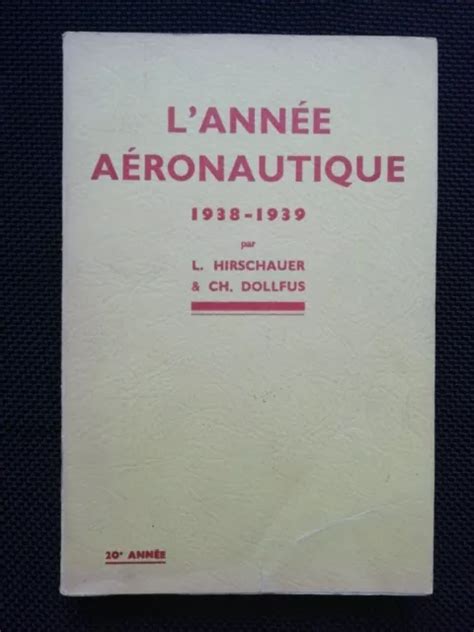 L'ANNÉE
AÉRONAUTIQUE
1938-1939
par
L. HIRSCHAUER
& CH. DOLLFUS
20e ANNÉE